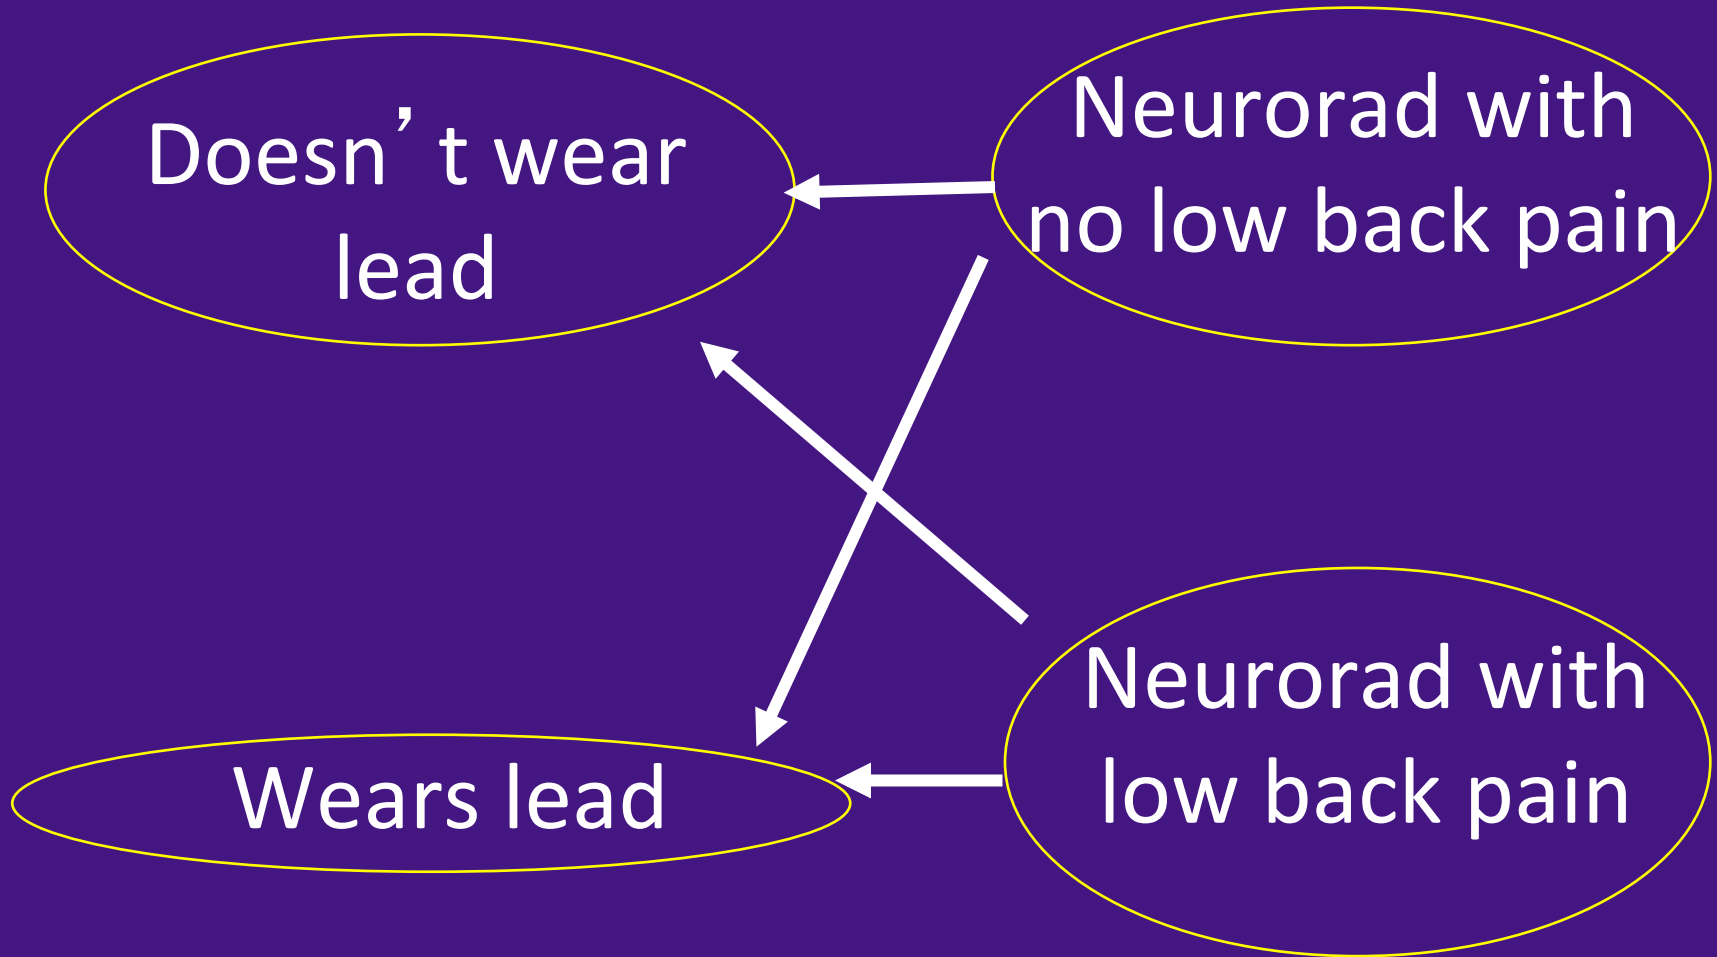 Doesn’t wear
lead
Neurorad with
no low back pain
Wears lead
Neurorad with
low back pain